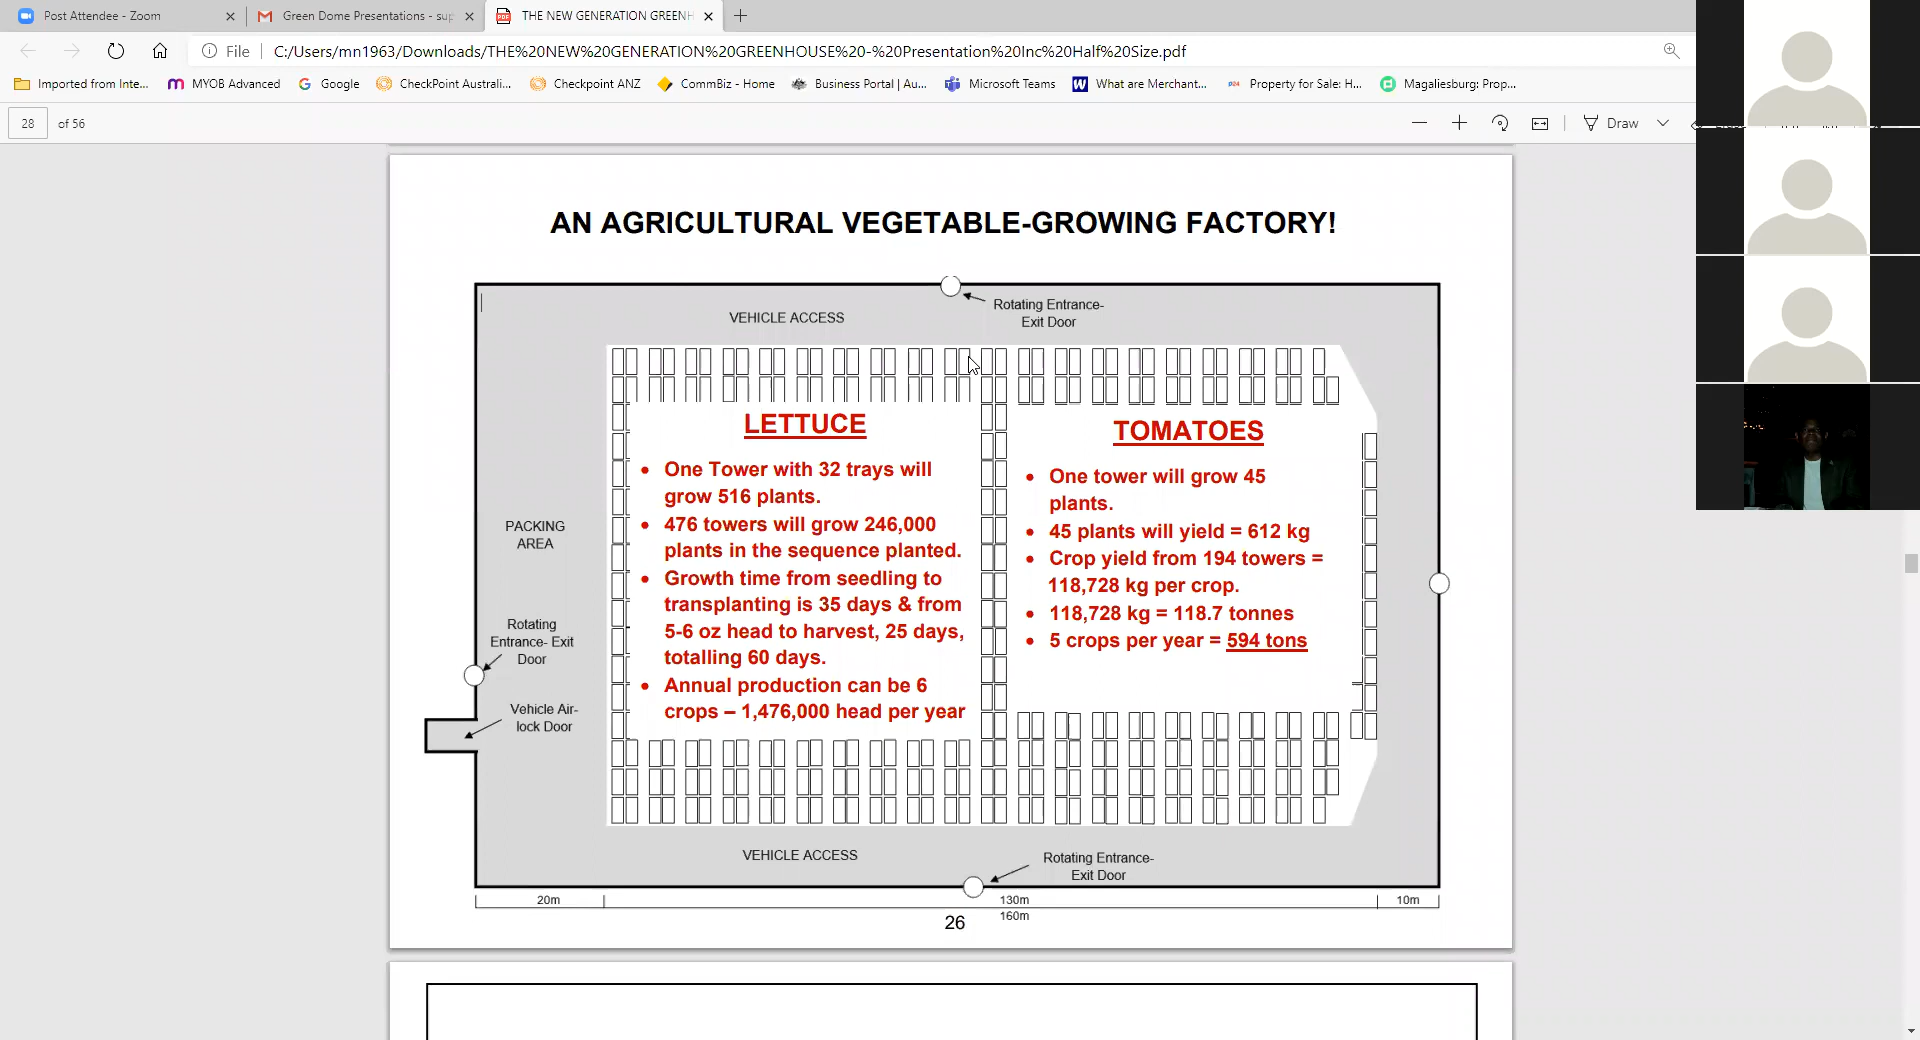 Post Attendee - Zoom
Green Dome Presentations - sup
THE NEW GENERATION GREENH
File
C:/Users/mn1963/Downloads/THE%20NEW%20GENERATION%20GREENHOUSE%20-%20Presentation%20Inc%20Half%20Size.pdf
Imported from Inte...
MYOB Advanced
Google
CheckPoint Australi...
Checkpoint ANZ
CommBiz - Home
Business Portal | Au...
Microsoft Teams
What are Merchant...
Property for Sale: H...
Magaliesburg: Prop...
28 of 56
Draw
AN AGRICULTURAL VEGETABLE-GROWING FACTORY!
VEHICLE ACCESS
Rotating Entrance-
Exit Door
LETTUCE
• One Tower with 32 trays will
grow 516 plants.
• 476 towers will grow 246,000
plants in the sequence planted.
• Growth time from seedling to
transplanting is 35 days & from
5-6 oz head to harvest, 25 days,
totalling 60 days.
• Annual production can be 6
crops – 1,476,000 head per year
TOMATOES
• One tower will grow 45
plants.
• 45 plants will yield = 612 kg
• Crop yield from 194 towers =
118,728 kg per crop.
• 118,728 kg = 118.7 tonnes
• 5 crops per year = 594 tons
PACKING
AREA
Rotating
Entrance- Exit
Door
Vehicle Air-
lock Door
VEHICLE ACCESS
Rotating Entrance-
Exit Door
20m
130m
10m
160m
26